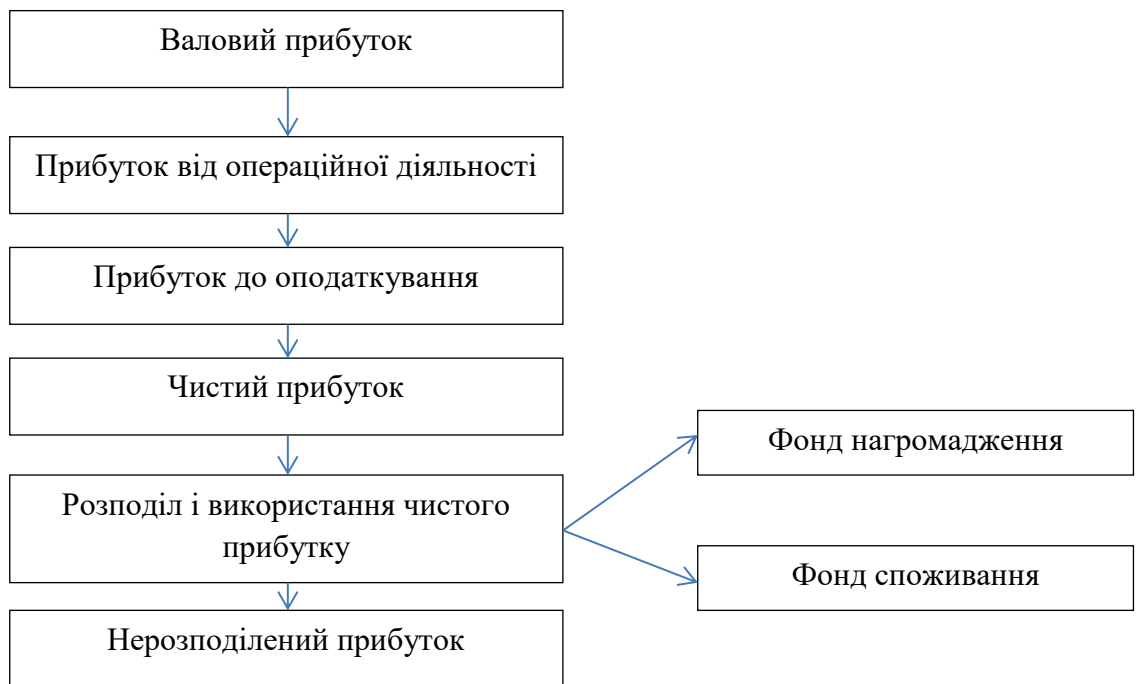 Валовий прибуток
Прибуток від операційної діяльності
Прибуток до оподаткування
Чистий прибуток
Розподіл і використання чистого
прибутку
Нерозподілений прибуток
Фонд нагромадження
Фонд споживання